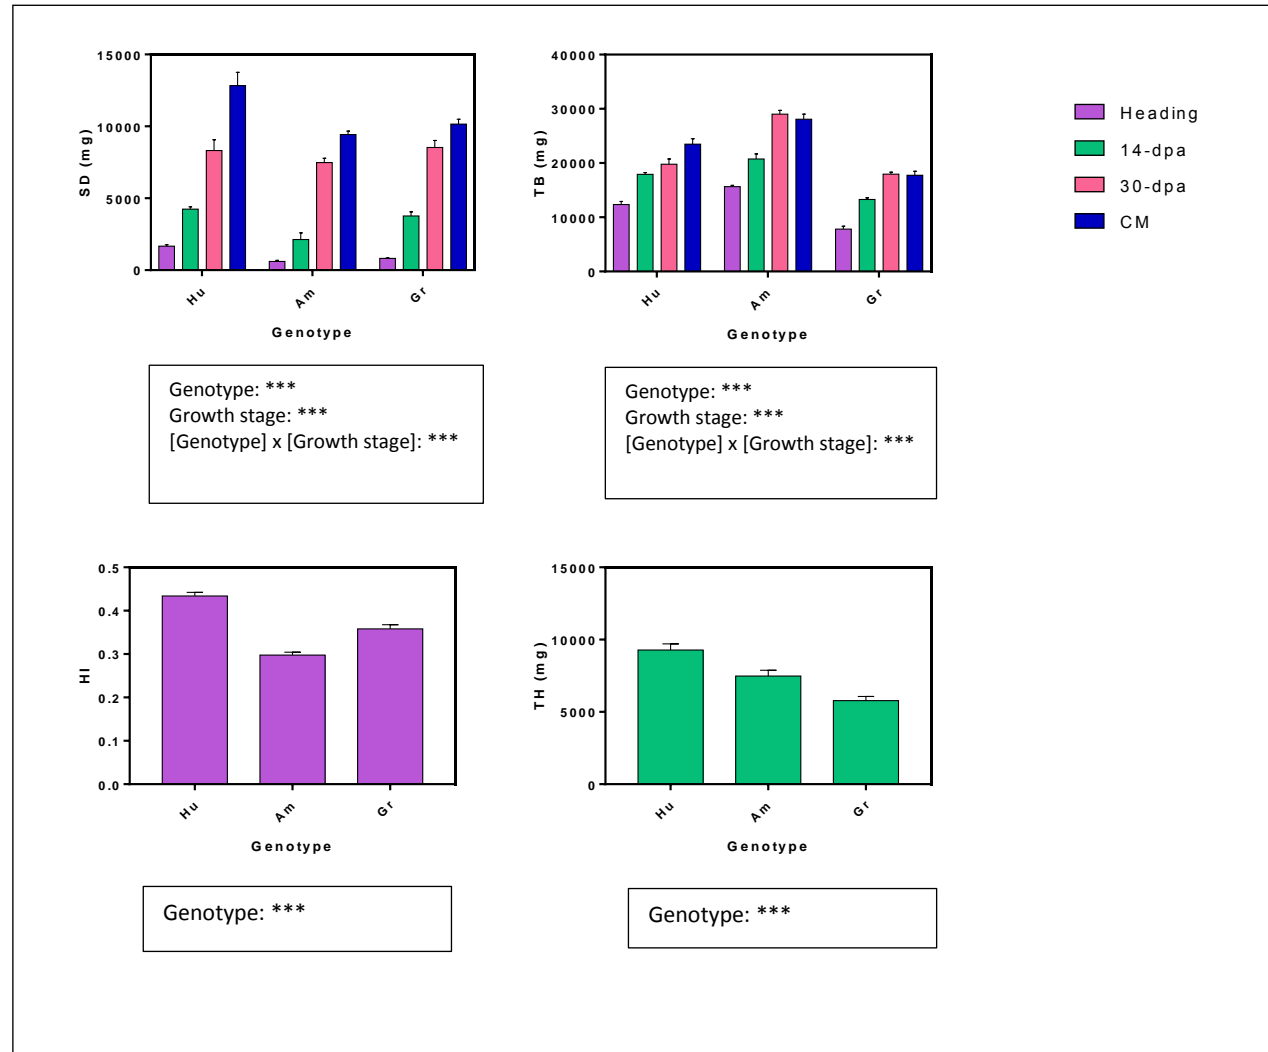 15000
10000
5000
0
SD (mg)
Hu
Am
Gr
Genotype
40000
30000
20000
10000
0
TB (mg)
Hu
Am
Gr
Genotype
Heading
14-dpa
30-dpa
CM
Genotype: ***
Growth stage: ***
[Genotype] x [Growth stage]: ***
Genotype: ***
Growth stage: ***
[Genotype] x [Growth stage]: ***
0.5
0.4
0.3
0.2
0.1
0.0
HI
Hu
Am
Gr
Genotype
15000
10000
5000
0
TH (mg)
Hu
Am
Gr
Genotype
Genotype: ***
Genotype: ***